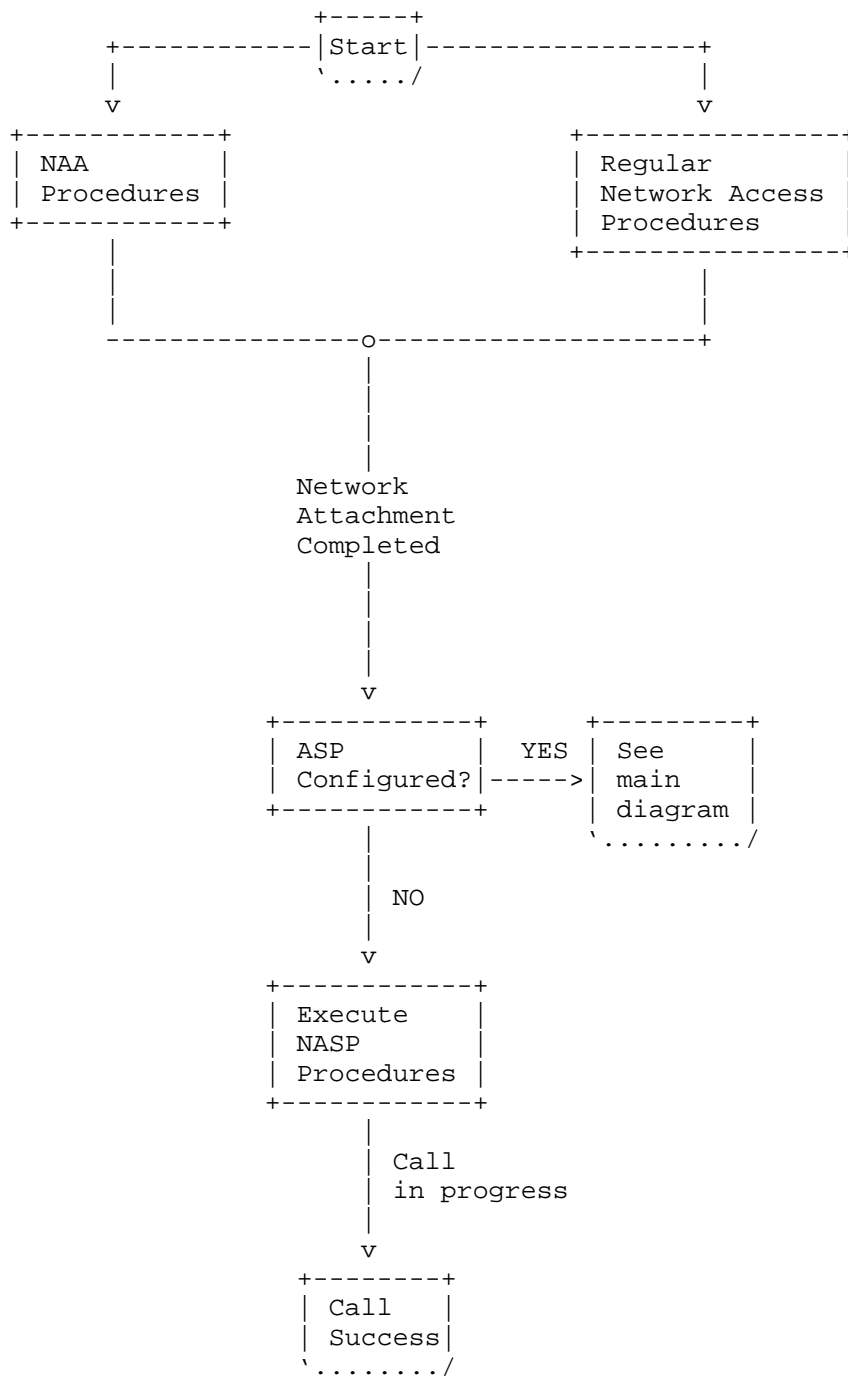 Start
NAA
Procedures
Regular
Network Access
Procedures
Network
Attachment
Completed
ASP
Configured?
YES
See
main
diagram
NO
Execute
NASP
Procedures
Call
in progress
Call
Success